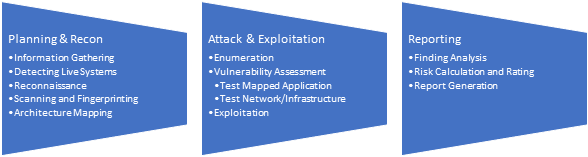 Planning & Recon
•Information Gathering
•Detecting Live Systems
•Reconnaissance
•Scanning and Fingerprinting
•Architecture Mapping
Attack & Exploitation
•Enumeration
•Vulnerability Assessment
•Test Mapped Application
•Test Network/Infrastructure
•Exploitation
Reporting
•Finding Analysis
•Risk Calculation and Rating
•Report Generation